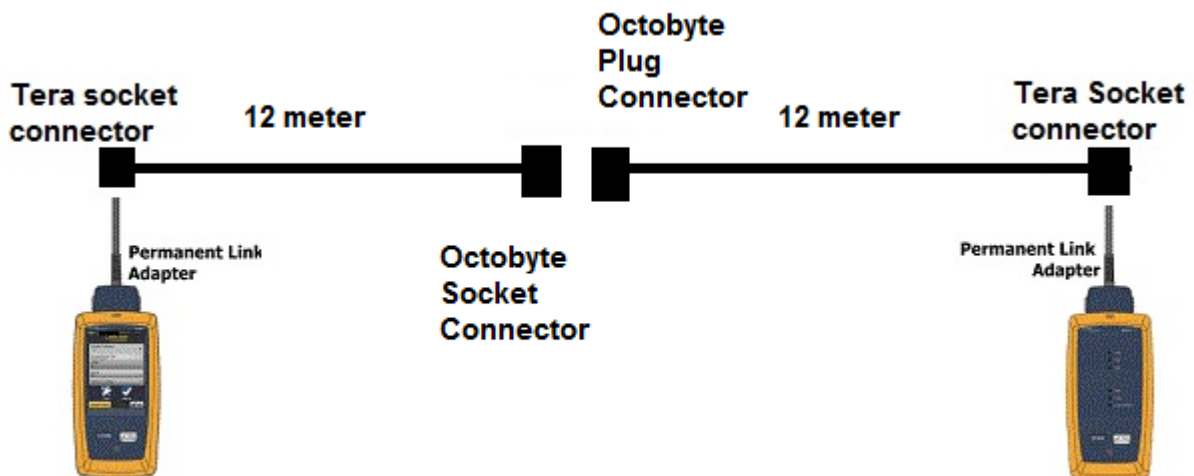 Octobyte
Plug
Connector
Tera socket
connector
12 meter
12 meter
Tera Socket
connector
Permanent Link
Adapter
Octobyte
Socket
Connector
Permanent Link
Adapter